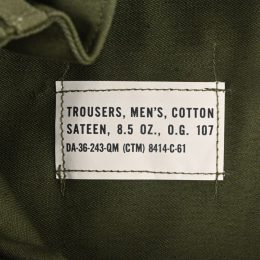 TROUSERS, MEN'S, COTTON
SATEEN, 8.5 OZ., O.G. 107
DA-36-243-QM (CTM) 8414-C-61